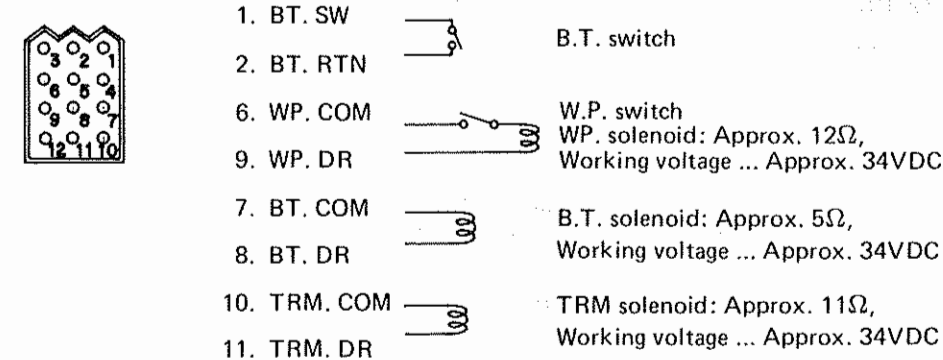 3 2 1
6 5 4
9 8 7
12 11 10
1. BT. SW
2. BT. RTN
B.T. switch
6. WP. COM
9. WP. DR
W.P. switch
WP. solenoid: Approx. 12Ω,
Working voltage ... Approx. 34VDC
7. BT. COM
8. BT. DR
B.T. solenoid: Approx. 5Ω,
Working voltage ... Approx. 34VDC
10. TRM. COM
11. TRM. DR
TRM solenoid: Approx. 11Ω,
Working voltage ... Approx. 34VDC